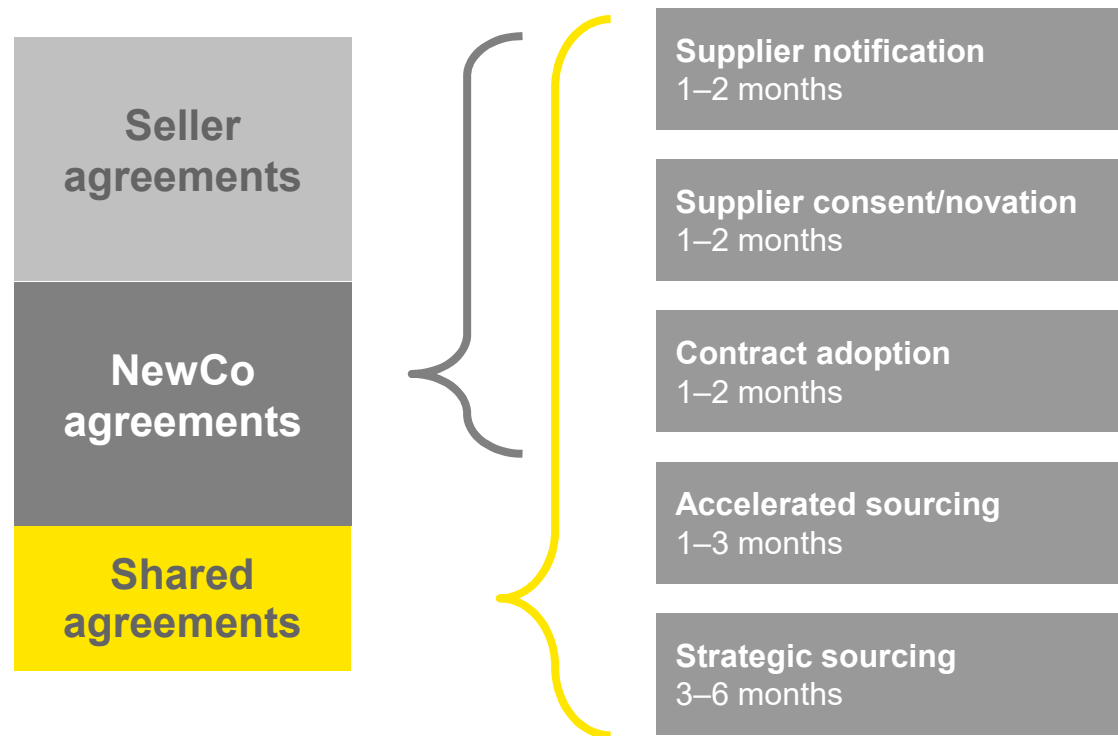 Seller
agreements
NewCo
agreements
Shared
agreements
Supplier notification
1–2 months
Supplier consent/novation
1–2 months
Contract adoption
1–2 months
Accelerated sourcing
1–3 months
Strategic sourcing
3–6 months